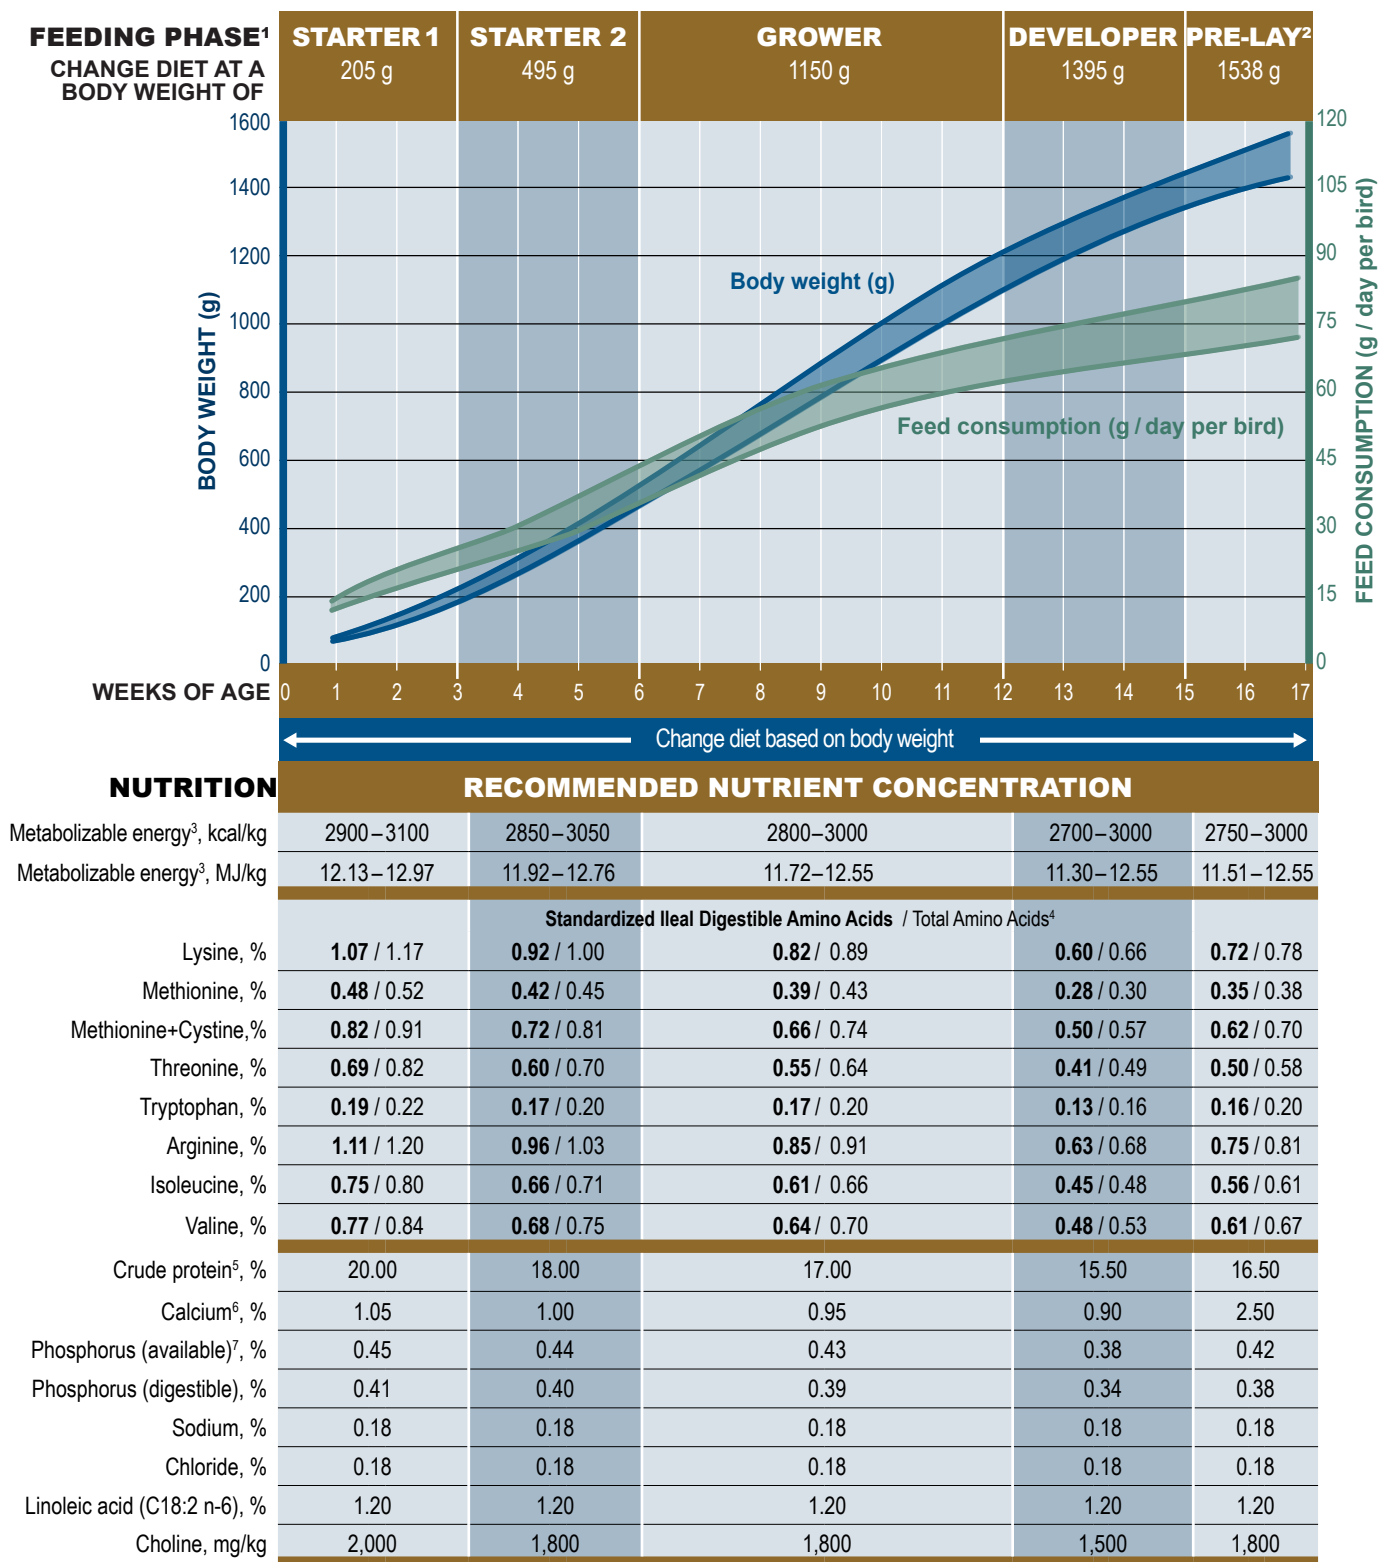 FEEDING PHASE¹ STARTER 1 STARTER 2 GROWER DEVELOPER PRE-LAY²
CHANGE DIET AT A BODY WEIGHT OF 205 g 495 g 1150 g 1395 g 1538 g
1600 120
1400 105
1200 90
1000 75
800 60
600 45
400 30
200 15
0 0
BODY WEIGHT (g)
FEED CONSUMPTION (g / day per bird)
Body weight (g)
Feed consumption (g / day per bird)
WEEKS OF AGE 0 1 2 3 4 5 6 7 8 9 10 11 12 13 14 15 16 17
Change diet based on body weight
NUTRITION RECOMMENDED NUTRIENT CONCENTRATION
Metabolizable energy³, kcal/kg 2900–3100 2850–3050 2800–3000 2700–3000 2750–3000
Metabolizable energy³, MJ/kg 12.13–12.97 11.92–12.76 11.72–12.55 11.30–12.55 11.51–12.55
Standardized Ileal Digestible Amino Acids / Total Amino Acids⁴
Lysine, % 1.07 / 1.17 0.92 / 1.00 0.82 / 0.89 0.60 / 0.66 0.72 / 0.78
Methionine, % 0.48 / 0.52 0.42 / 0.45 0.39 / 0.43 0.28 / 0.30 0.35 / 0.38
Methionine+Cystine,% 0.82 / 0.91 0.72 / 0.81 0.66 / 0.74 0.50 / 0.57 0.62 / 0.70
Threonine, % 0.69 / 0.82 0.60 / 0.70 0.55 / 0.64 0.41 / 0.49 0.50 / 0.58
Tryptophan, % 0.19 / 0.22 0.17 / 0.20 0.17 / 0.20 0.13 / 0.16 0.16 / 0.20
Arginine, % 1.11 / 1.20 0.96 / 1.03 0.85 / 0.91 0.63 / 0.68 0.75 / 0.81
Isoleucine, % 0.75 / 0.80 0.66 / 0.71 0.61 / 0.66 0.45 / 0.48 0.56 / 0.61
Valine, % 0.77 / 0.84 0.68 / 0.75 0.64 / 0.70 0.48 / 0.53 0.61 / 0.67
Crude protein⁵, % 20.00 18.00 17.00 15.50 16.50
Calcium⁶, % 1.05 1.00 0.95 0.90 2.50
Phosphorus (available)⁷, % 0.45 0.44 0.43 0.38 0.42
Phosphorus (digestible), % 0.41 0.40 0.39 0.34 0.38
Sodium, % 0.18 0.18 0.18 0.18 0.18
Chloride, % 0.18 0.18 0.18 0.18 0.18
Linoleic acid (C18:2 n-6), % 1.20 1.20 1.20 1.20 1.20
Choline, mg/kg 2,000 1,800 1,800 1,500 1,800